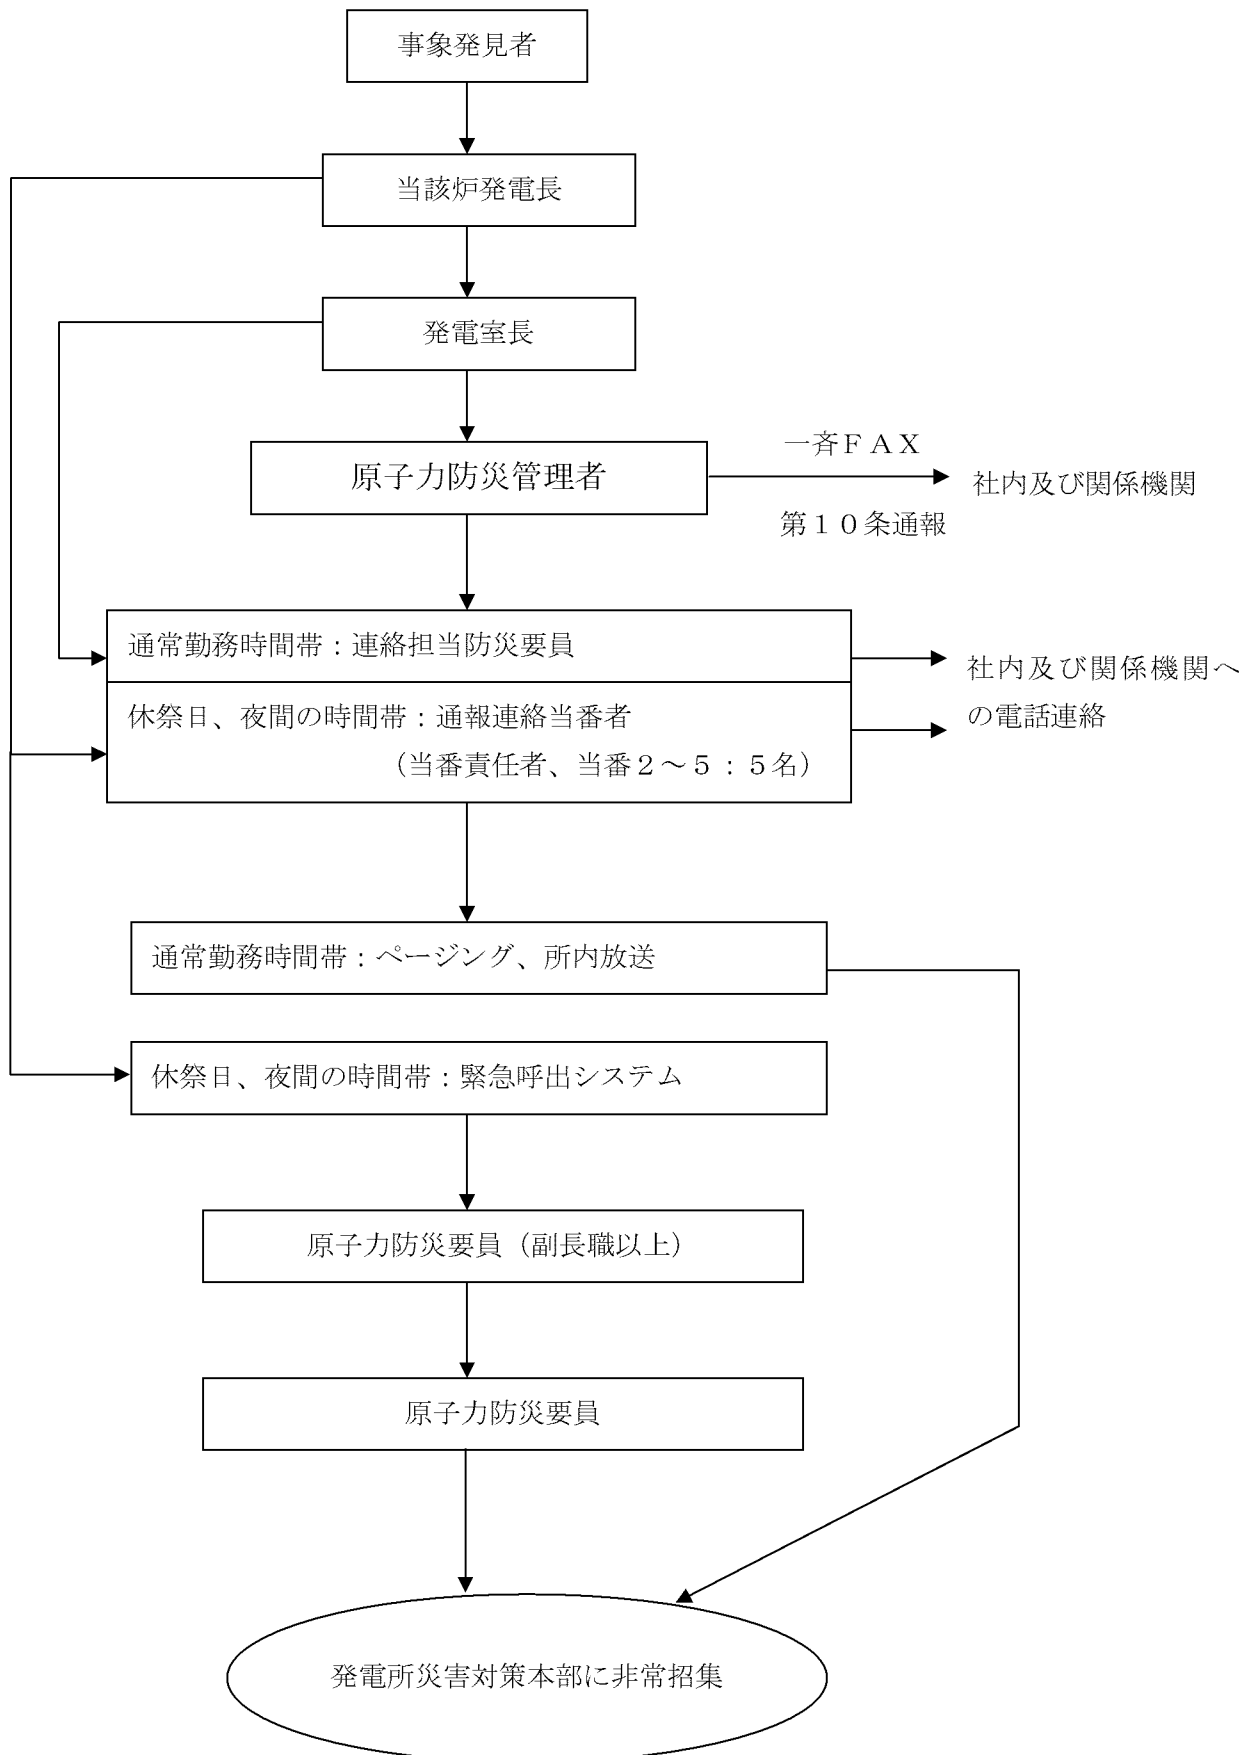 事象発見者
当該炉発電長
発電室長
原子力防災管理者
一斉ＦＡＸ
第１０条通報
社内及び関係機関
通常勤務時間帯：連絡担当防災要員
休祭日、夜間の時間帯：通報連絡当番者
（当番責任者、当番２～５：５名）
社内及び関係機関へ
の電話連絡
通常勤務時間帯：ページング、所内放送
休祭日、夜間の時間帯：緊急呼出システム
原子力防災要員（副長職以上）
原子力防災要員
発電所災害対策本部に非常招集